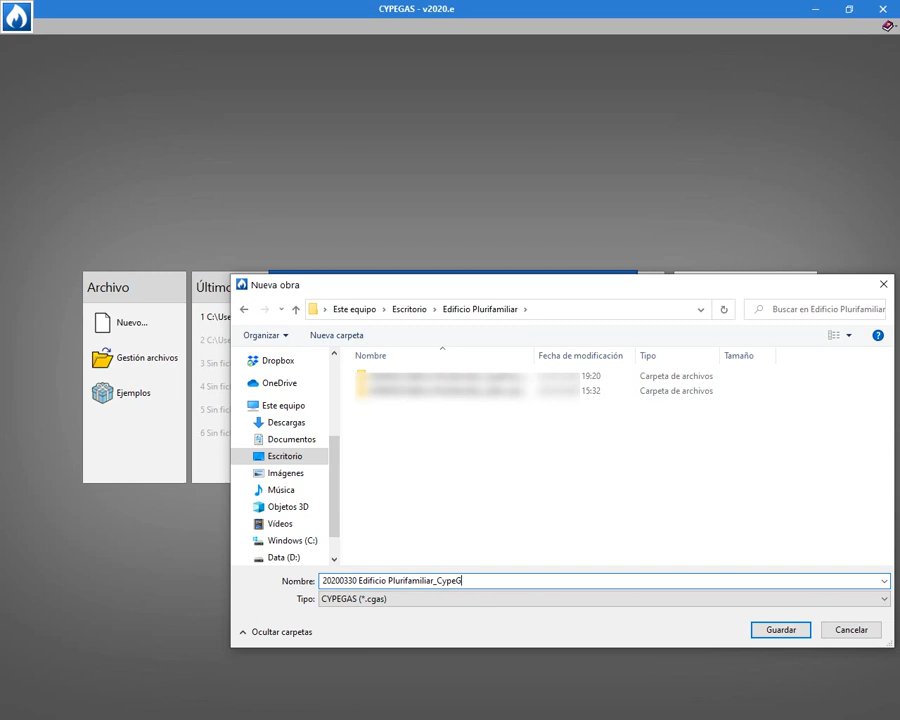 CYPEGAS - v2020.e
Archivo
Nuevo...
Gestión archivos
Ejemplos
Último
1 C:\Use
2 C:\Use
3 Sin fic
4 Sin fic
5 Sin fic
6 Sin fic
Nueva obra
Este equipo > Escritorio > Edificio Plurifamiliar >
Buscar en Edificio Plurifamiliar
Organizar
Nueva carpeta
Nombre
Fecha de modificación
Tipo
Tamaño
19:20
Carpeta de archivos
15:32
Carpeta de archivos
Dropbox
OneDrive
Este equipo
Descargas
Documentos
Escritorio
Imágenes
Música
Objetos 3D
Vídeos
Windows (C:)
Data (D:)
Nombre: 20200330 Edificio Plurifamiliar_CypeG
Tipo: CYPEGAS (*.cgas)
Ocultar carpetas
Guardar
Cancelar